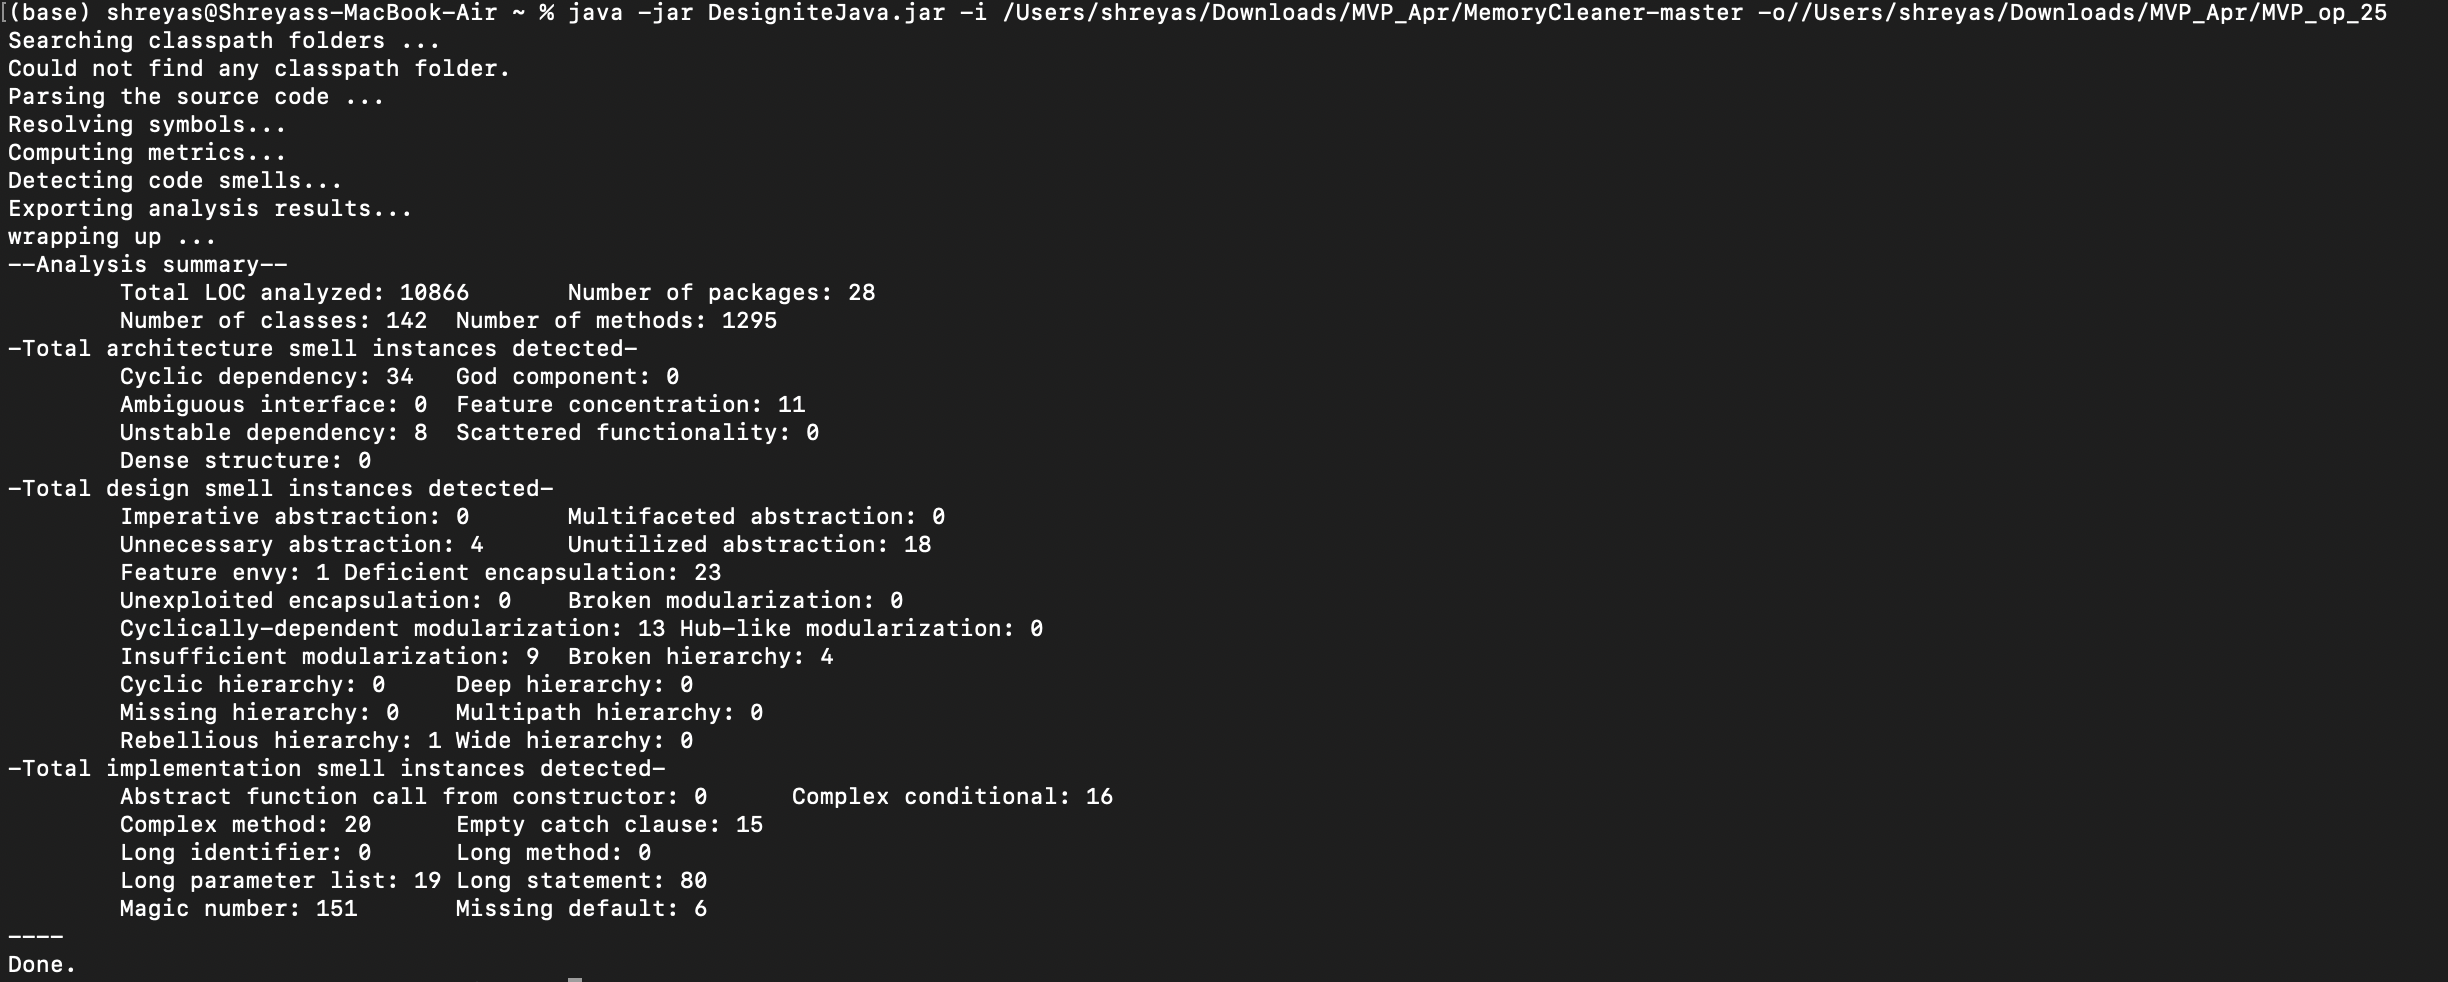 [(base) shreyas@Shreyass-MacBook-Air ~ % java -jar DesigniteJava.jar -i /Users/shreyas/Downloads/MVP_Apr/MemoryCleaner-master -o//Users/shreyas/Downloads/MVP_Apr/MVP_op_25
Searching classpath folders ...
Could not find any classpath folder.
Parsing the source code ...
Resolving symbols...
Computing metrics...
Detecting code smells...
Exporting analysis results...
wrapping up ...
--Analysis summary--
        Total LOC analyzed: 10866       Number of packages: 28
        Number of classes: 142  Number of methods: 1295
-Total architecture smell instances detected-
        Cyclic dependency: 34   God component: 0
        Ambiguous interface: 0  Feature concentration: 11
        Unstable dependency: 8  Scattered functionality: 0
        Dense structure: 0
-Total design smell instances detected-
        Imperative abstraction: 0       Multifaceted abstraction: 0
        Unnecessary abstraction: 4      Unutilized abstraction: 18
        Feature envy: 1 Deficient encapsulation: 23
        Unexploited encapsulation: 0    Broken modularization: 0
        Cyclically-dependent modularization: 13 Hub-like modularization: 0
        Insufficient modularization: 9  Broken hierarchy: 4
        Cyclic hierarchy: 0     Deep hierarchy: 0
        Missing hierarchy: 0    Multipath hierarchy: 0
        Rebellious hierarchy: 1 Wide hierarchy: 0
-Total implementation smell instances detected-
        Abstract function call from constructor: 0      Complex conditional: 16
        Complex method: 20      Empty catch clause: 15
        Long identifier: 0      Long method: 0
        Long parameter list: 19 Long statement: 80
        Magic number: 151       Missing default: 6
----
Done.